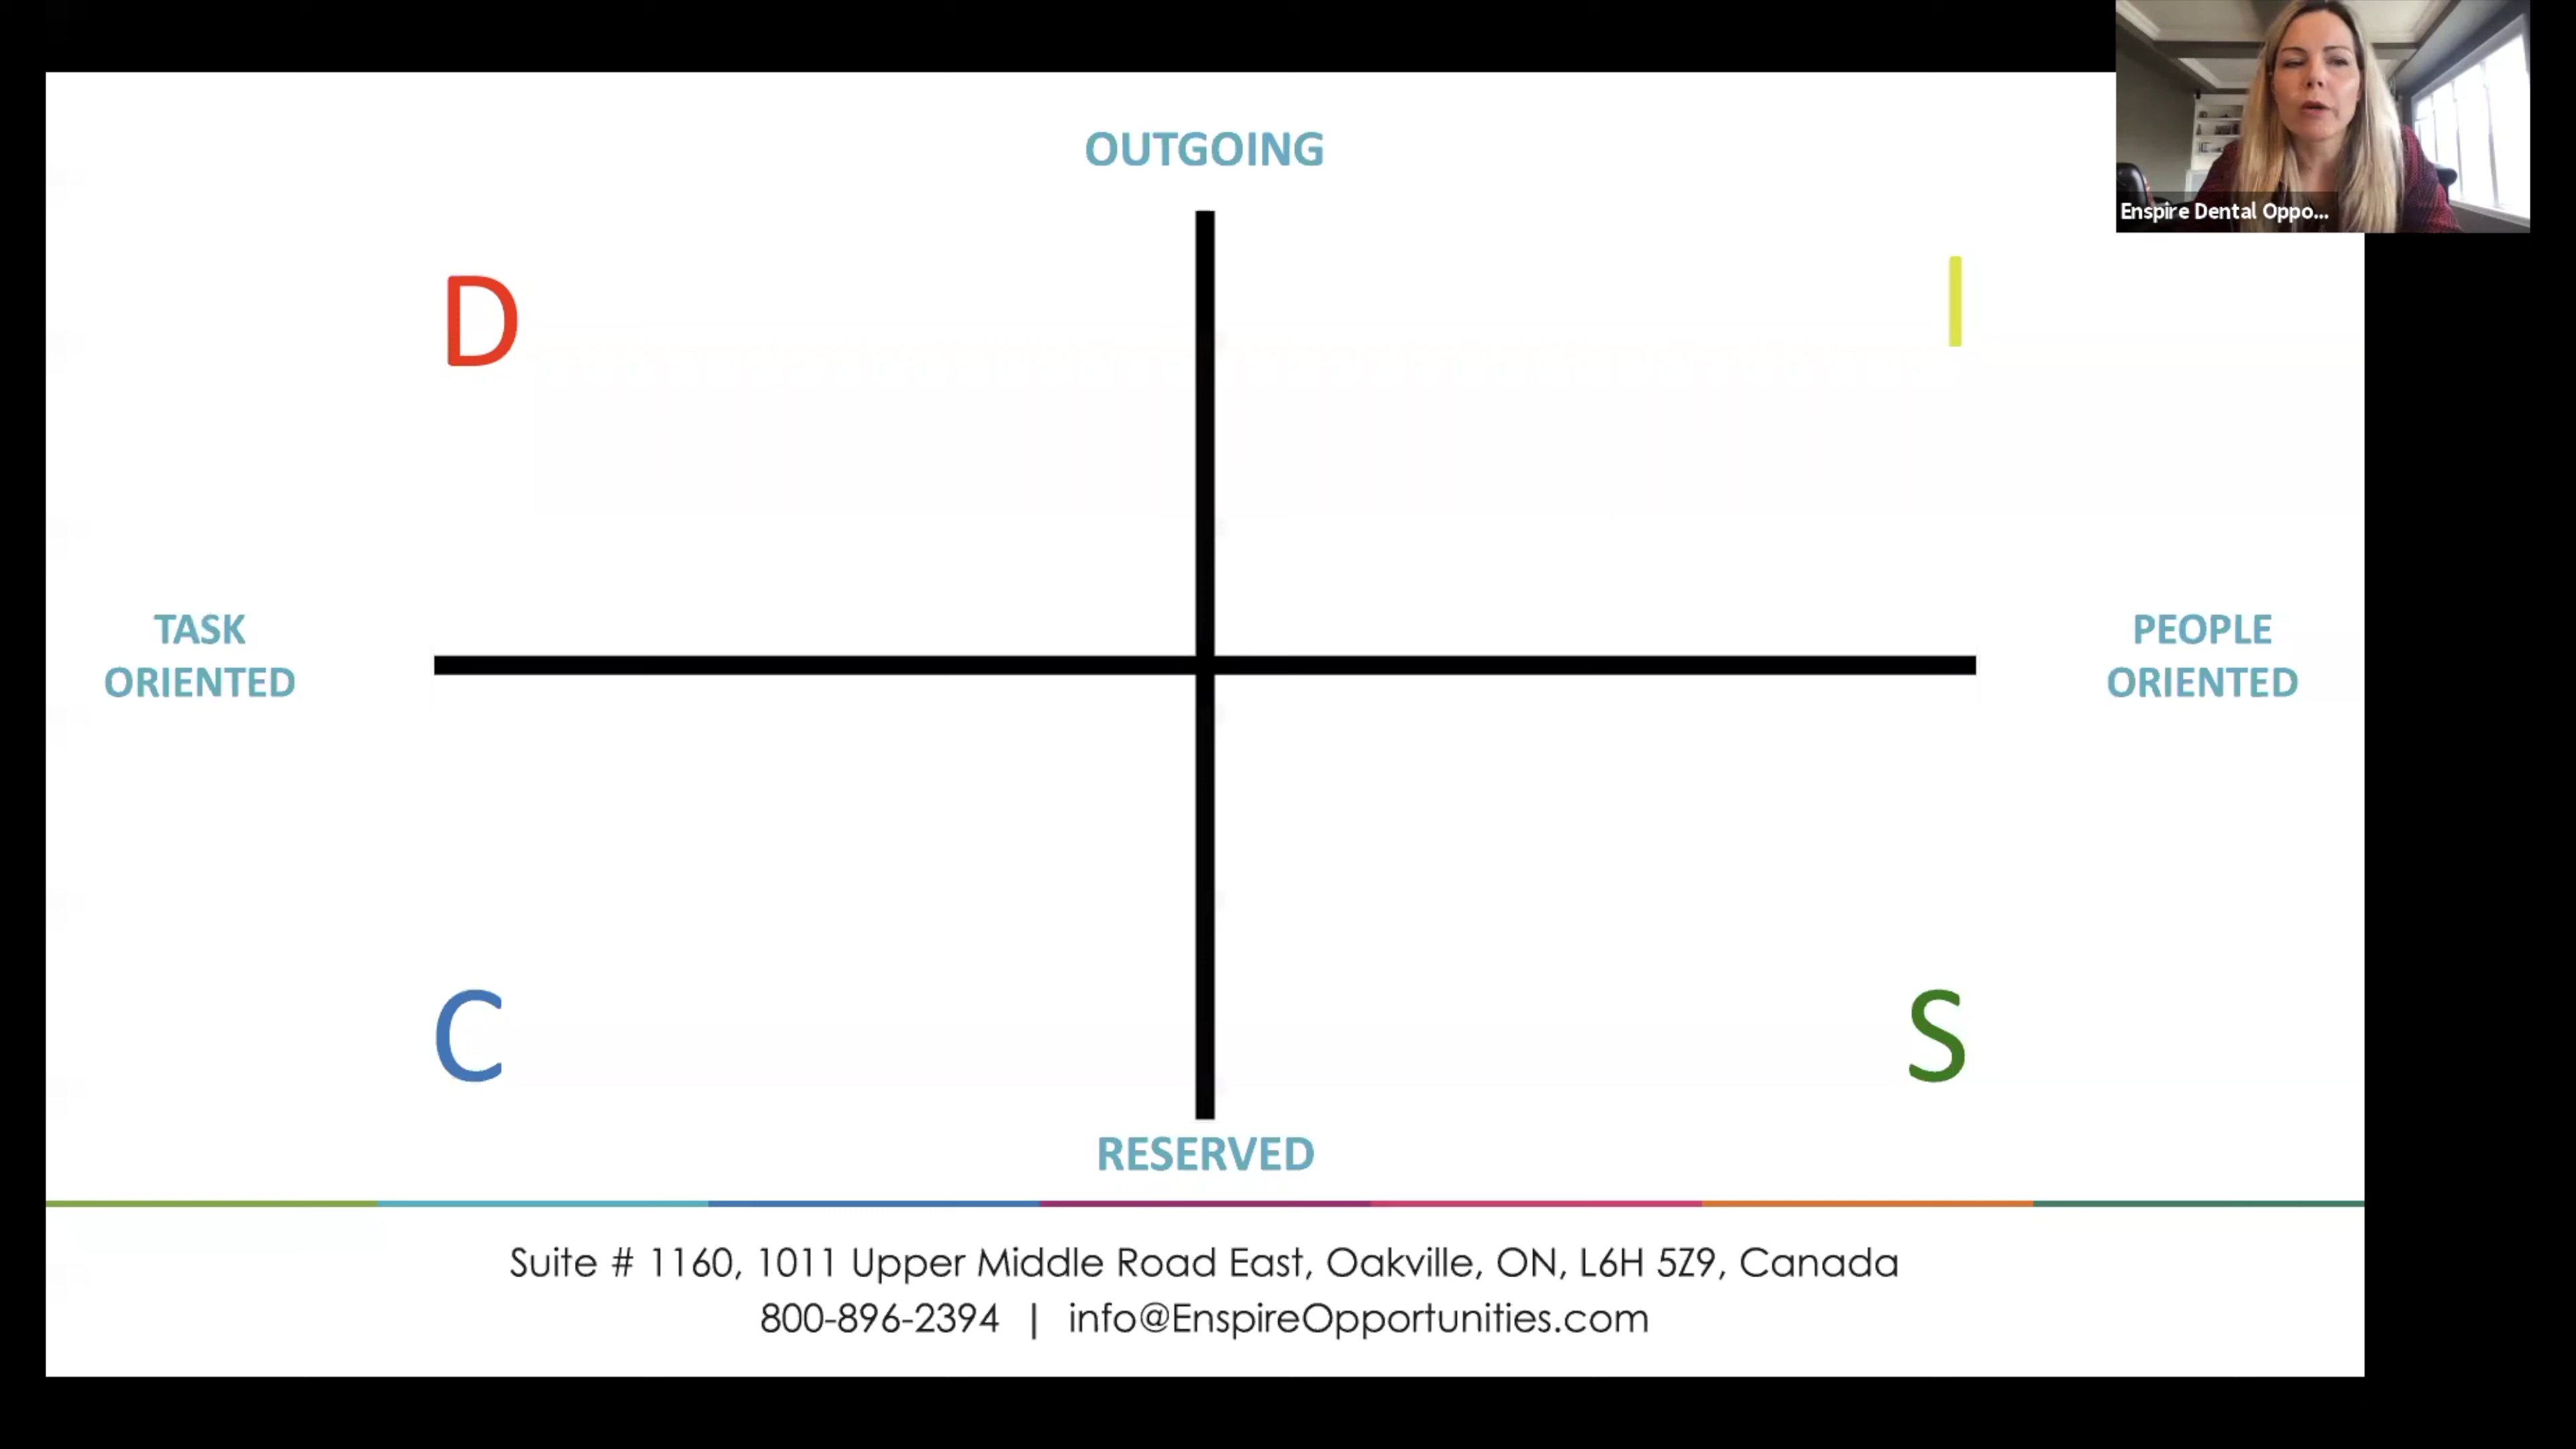 OUTGOING
Enspire Dental Oppo...
D
I
TASK
ORIENTED
PEOPLE
ORIENTED
C
S
RESERVED
Suite # 1160, 1011 Upper Middle Road East, Oakville, ON, L6H 5Z9, Canada
800-896-2394 | info@EnspireOpportunities.com